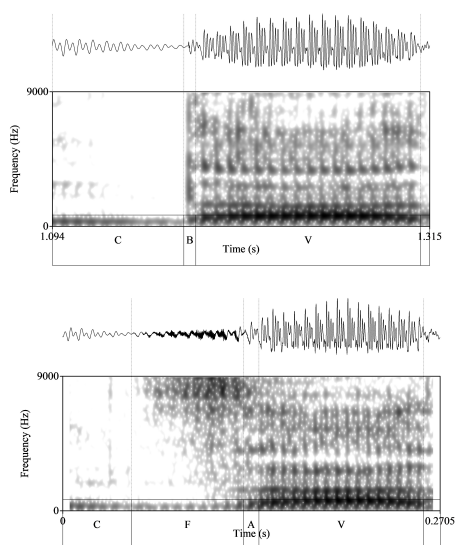 9000
Frequency (Hz)
0
1.094
1.315
Time (s)
C B V
9000
Frequency (Hz)
0
0
0.2705
Time (s)
C F A V